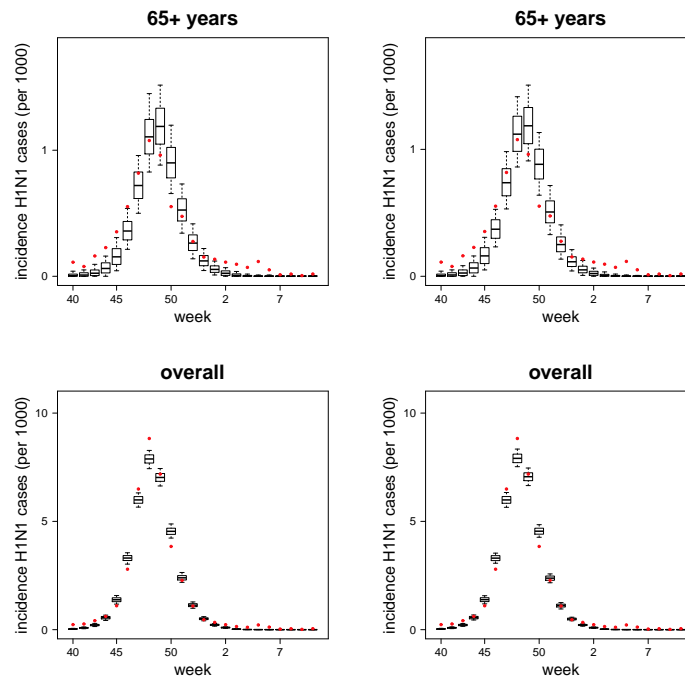 65+ years
65+ years
incidence H1N1 cases (per 1000)
1
0
40 45 50 2 7
week
incidence H1N1 cases (per 1000)
1
0
40 45 50 2 7
week
overall
overall
incidence H1N1 cases (per 1000)
10
5
0
40 45 50 2 7
week
incidence H1N1 cases (per 1000)
10
5
0
40 45 50 2 7
week